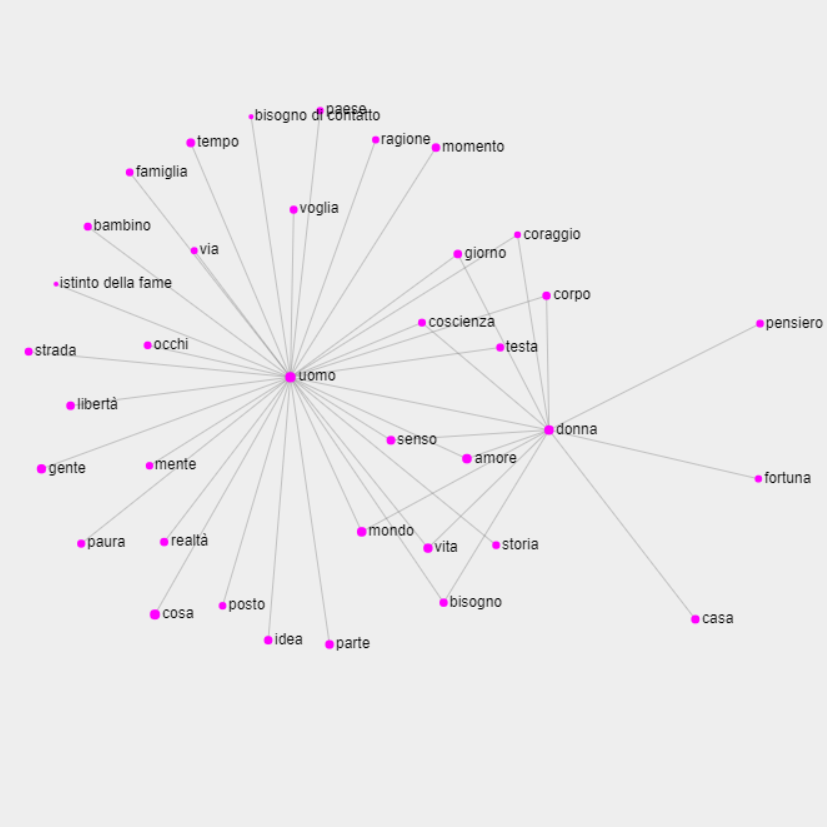 paese
bisogno di contatto
ragione
tempo
momento
famiglia
voglia
bambino
coraggio
via
giorno
istinto della fame
corpo
coscienza
pensiero
occhi
testa
strada
uomo
libertà
donna
senso
amore
mente
gente
fortuna
mondo
realtà
paura
vita
storia
bisogno
posto
cosa
casa
idea
parte